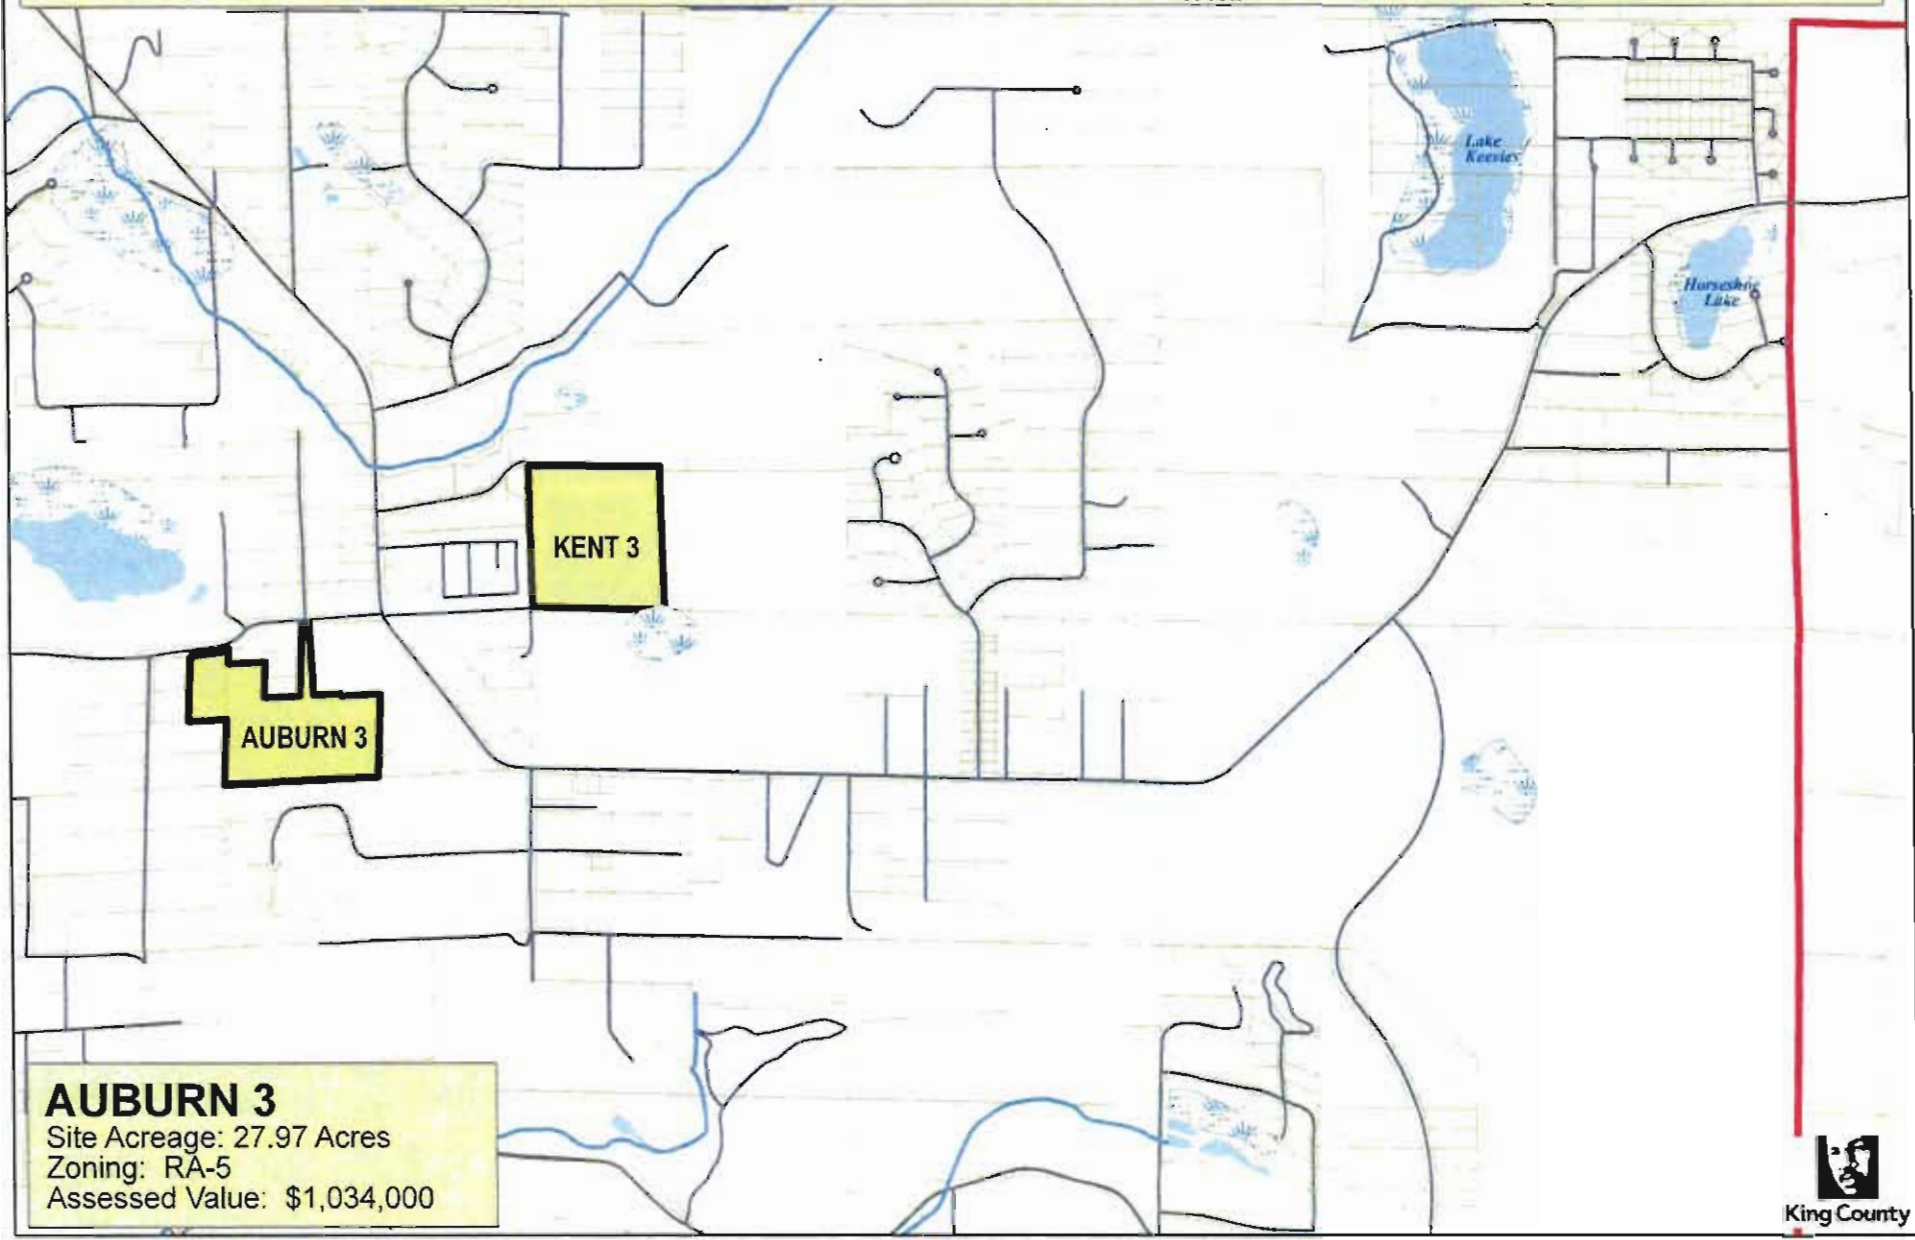 Lake
Keevies
Horseshoe
Lake
KENT 3
AUBURN 3
AUBURN 3
Site Acreage: 27.97 Acres
Zoning: RA-5
Assessed Value: $1,034,000
King County